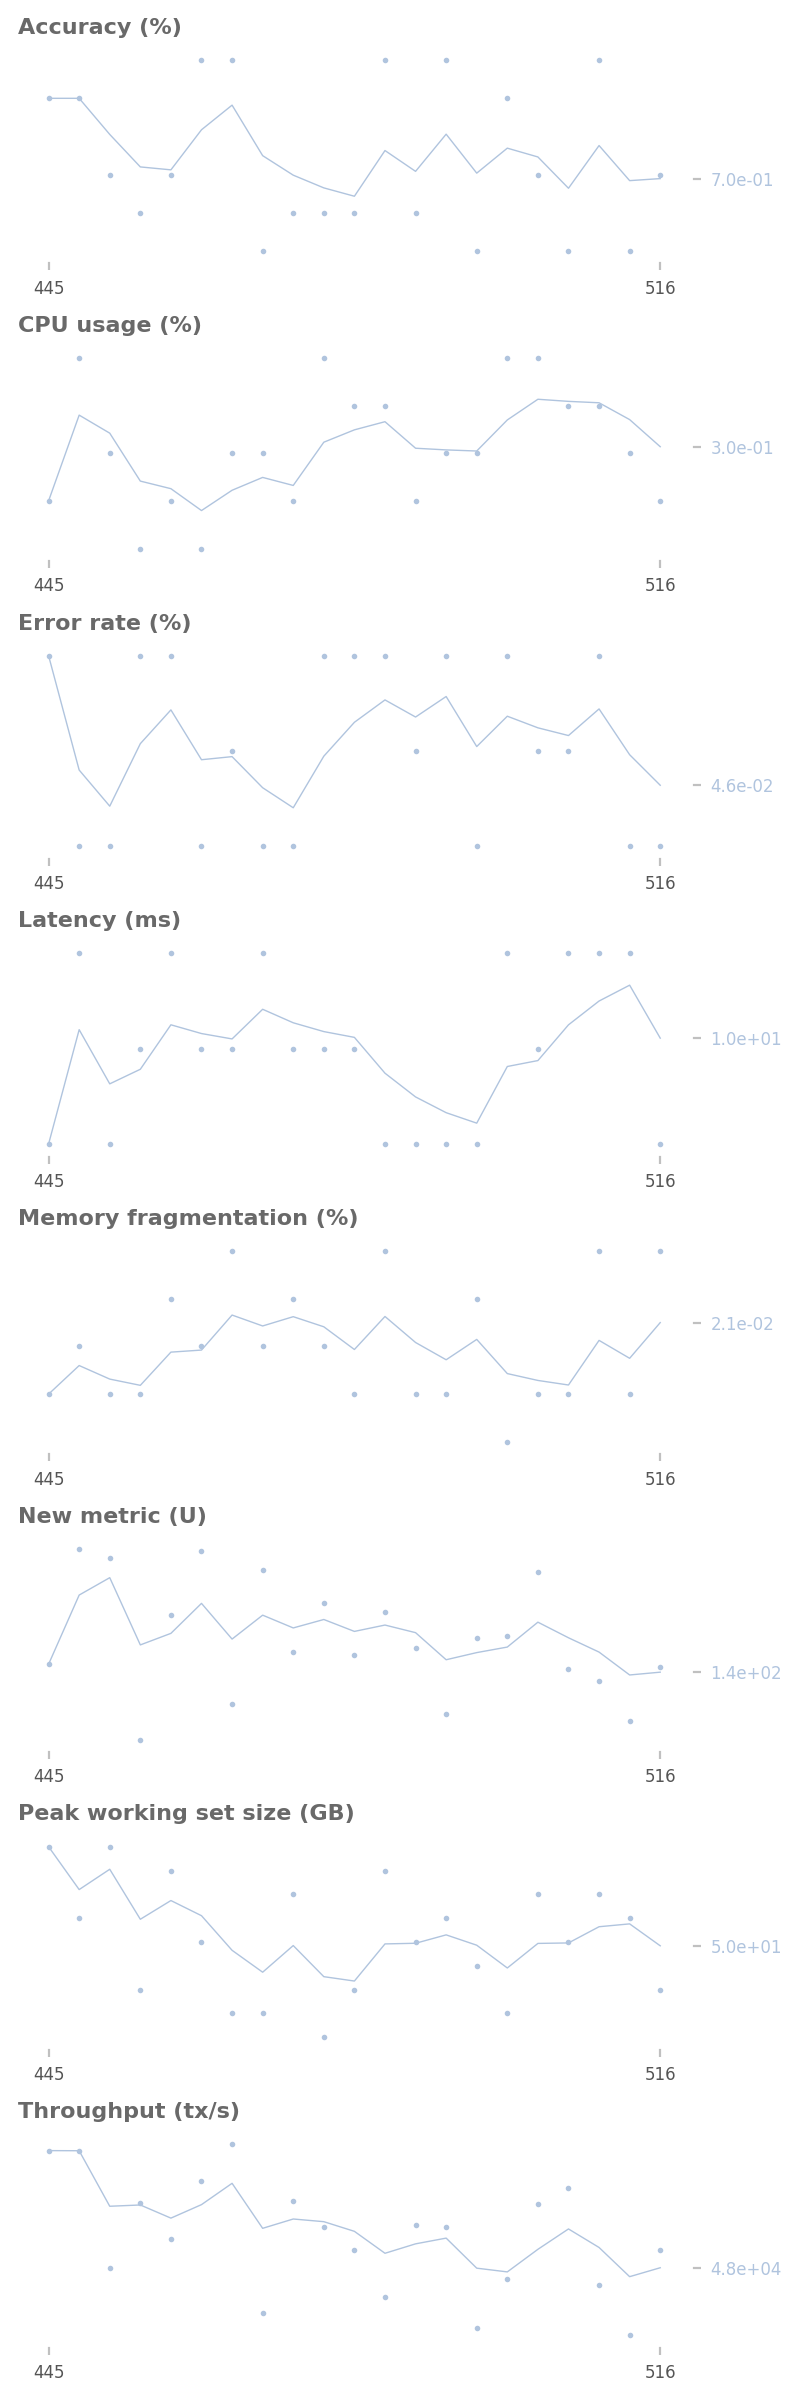 Accuracy (%)
7.0e-01
445 516
CPU usage (%)
3.0e-01
445 516
Error rate (%)
4.6e-02
445 516
Latency (ms)
1.0e+01
445 516
Memory fragmentation (%)
2.1e-02
445 516
New metric (U)
1.4e+02
445 516
Peak working set size (GB)
5.0e+01
445 516
Throughput (tx/s)
4.8e+04
445 516